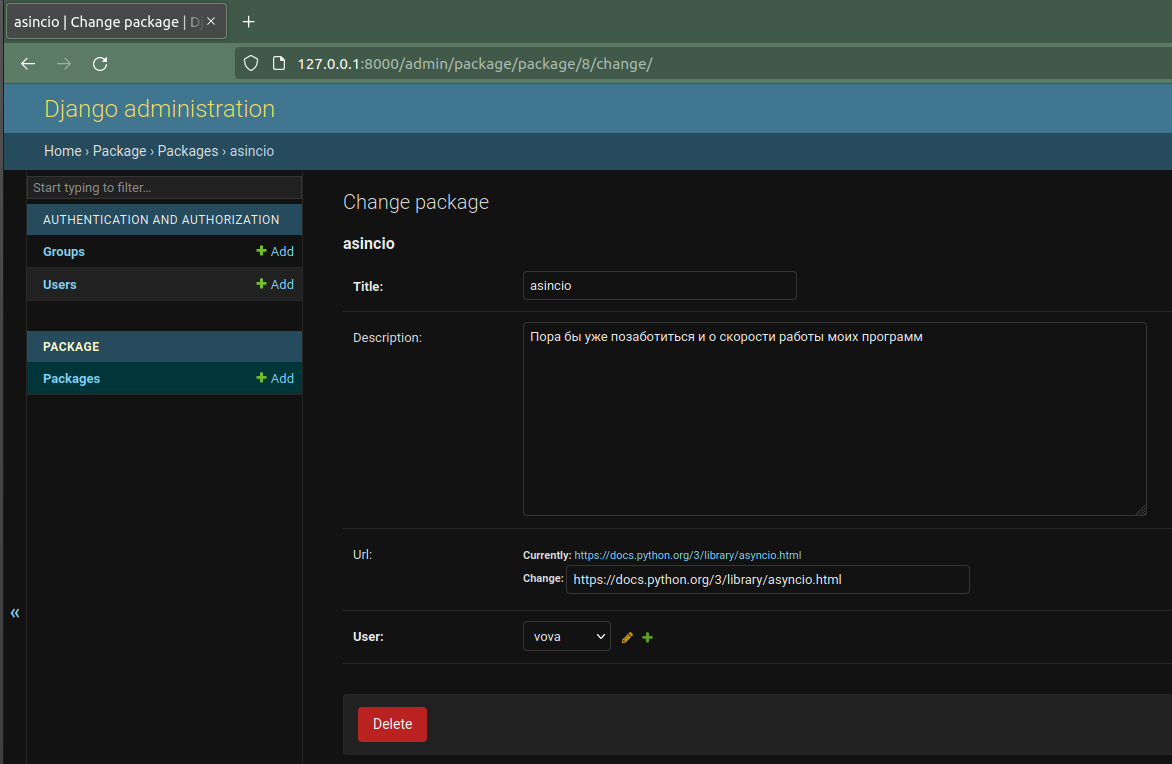 asincio | Change package | Dj
127.0.0.1:8000/admin/package/package/8/change/
Django administration
Home › Package › Packages › asincio
Start typing to filter...
AUTHENTICATION AND AUTHORIZATION
Groups + Add
Users + Add
PACKAGE
Packages + Add
«
Change package
asincio
Title: asincio
Description: Пора бы уже позаботиться и о скорости работы моих программ
Url: Currently: https://docs.python.org/3/library/asyncio.html
Change: https://docs.python.org/3/library/asyncio.html
User: vova
Delete